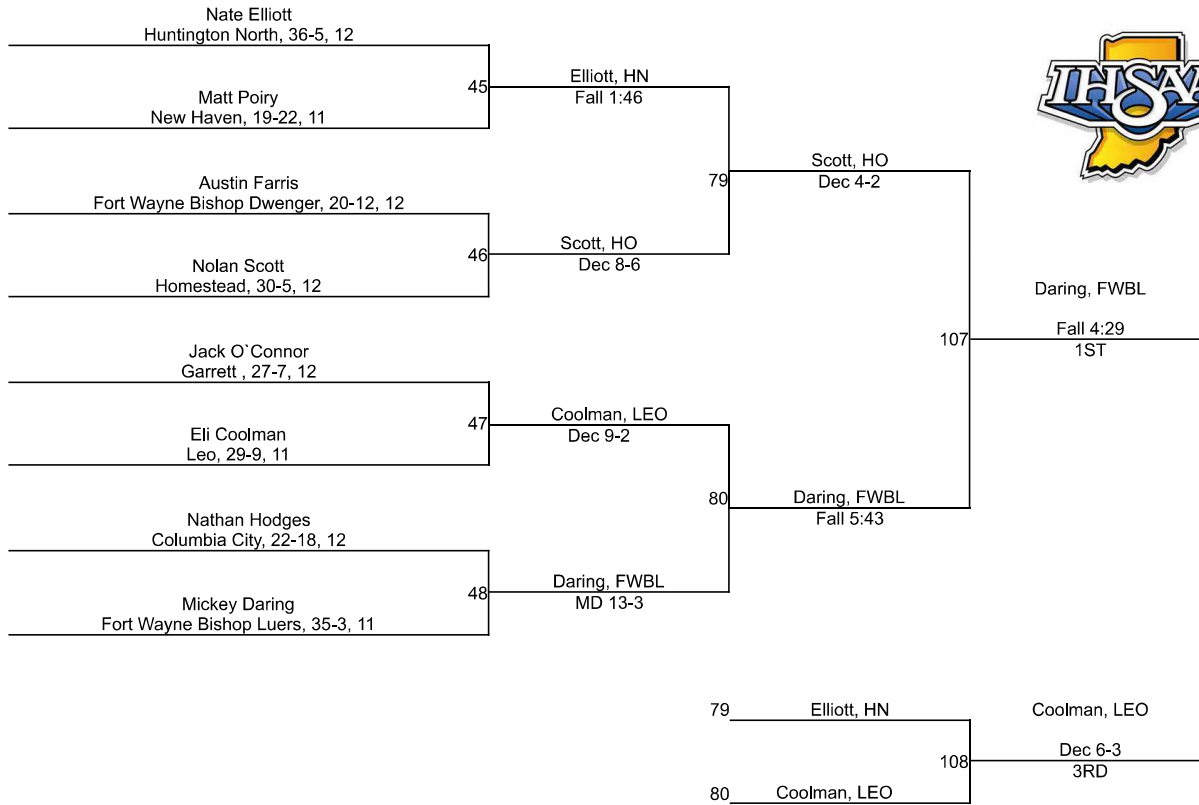 Nate Elliott
Huntington North, 36-5, 12
45
Elliott, HN
Fall 1:46
Matt Poiry
New Haven, 19-22, 11
IHSAA
79
Scott, HO
Dec 4-2
Austin Farris
Fort Wayne Bishop Dwenger, 20-12, 12
46
Scott, HO
Dec 8-6
Nolan Scott
Homestead, 30-5, 12
107
Daring, FWBL
Fall 4:29
1ST
Jack O`Connor
Garrett , 27-7, 12
47
Coolman, LEO
Dec 9-2
Eli Coolman
Leo, 29-9, 11
80
Daring, FWBL
Fall 5:43
Nathan Hodges
Columbia City, 22-18, 12
48
Daring, FWBL
MD 13-3
Mickey Daring
Fort Wayne Bishop Luers, 35-3, 11
79
Elliott, HN
108
Coolman, LEO
Dec 6-3
3RD
80
Coolman, LEO